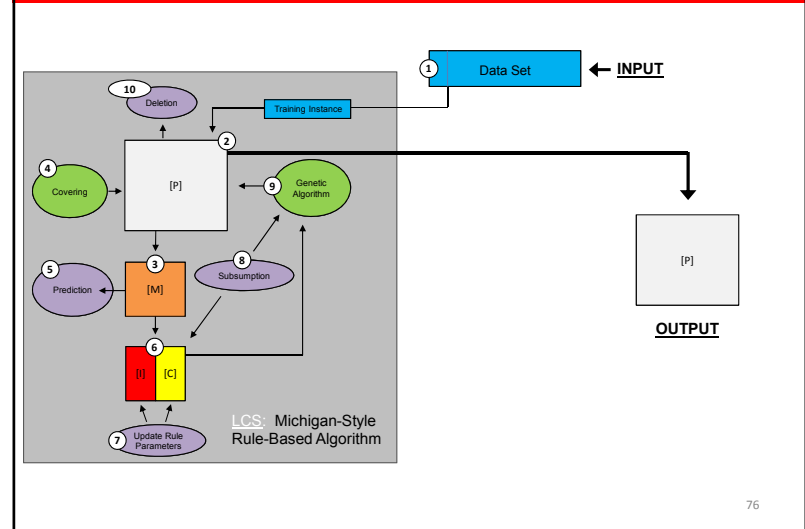 1
Data Set
INPUT
10
Deletion
Training Instance
2
4
Covering
[P]
9
Genetic
Algorithm
3
5
Prediction
[M]
8
Subsumption
[P]
OUTPUT
6
[I]
[C]
7
Update Rule
Parameters
LCS: Michigan-Style
Rule-Based Algorithm
76